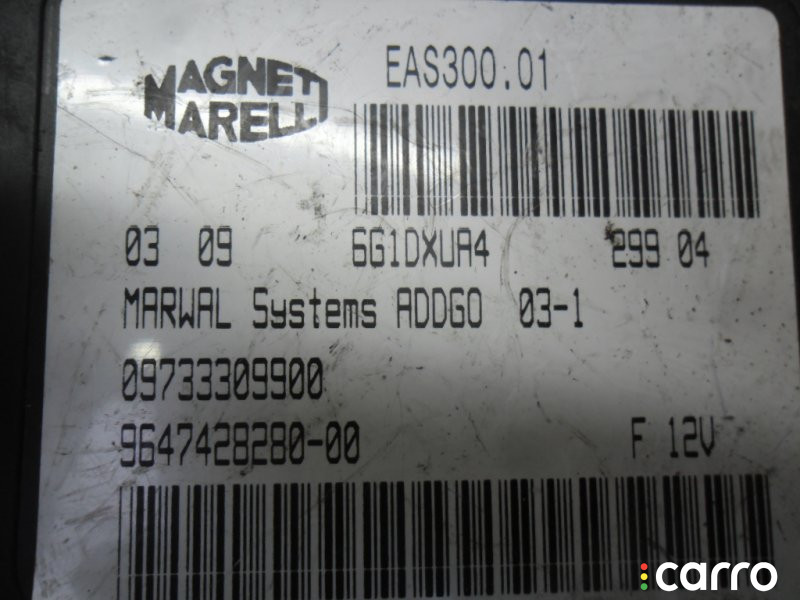 MAGNETI
MARELLI
EAS300.01
03 09 6G1DXUA4 299 04
MARWAL Systems ADDGO 03-1
09733309900
9647428280-00 F 12V
carro